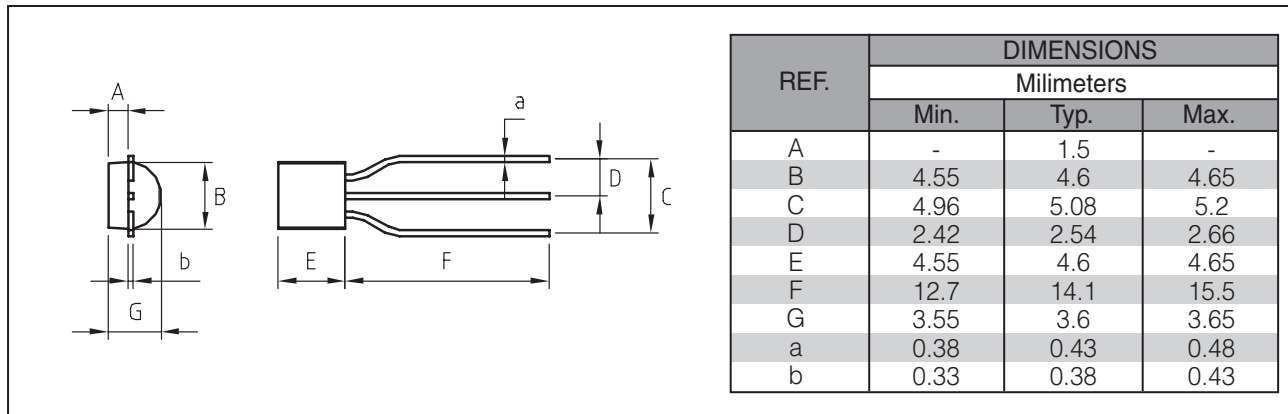 A
B
b
G
a
D
C
E
F
REF.
DIMENSIONS
Milimeters
Min. Typ. Max.
A - 1.5 -
B 4.55 4.6 4.65
C 4.96 5.08 5.2
D 2.42 2.54 2.66
E 4.55 4.6 4.65
F 12.7 14.1 15.5
G 3.55 3.6 3.65
a 0.38 0.43 0.48
b 0.33 0.38 0.43